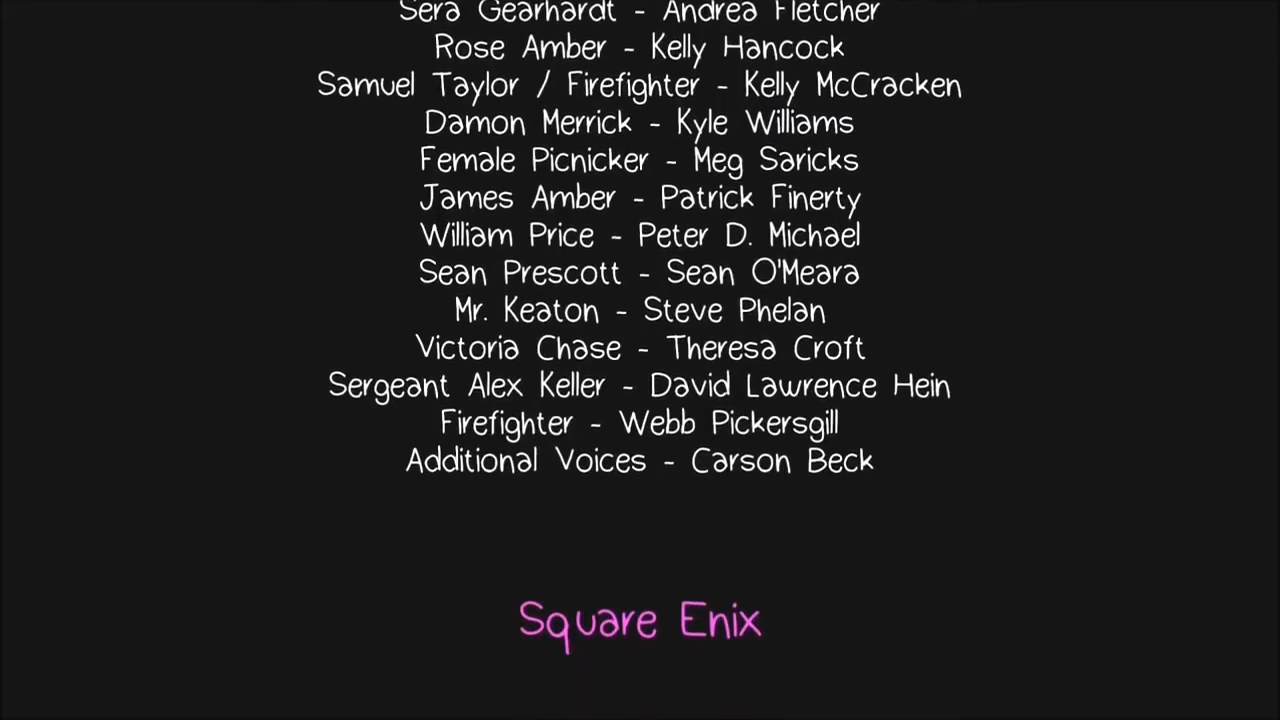 Sera Gearhardt - Andrea Fletcher
Rose Amber - Kelly Hancock
Samuel Taylor / Firefighter - Kelly McCracken
Damon Merrick - Kyle Williams
Female Picnicker - Meg Saricks
James Amber - Patrick Finerty
William Price - Peter D. Michael
Sean Prescott - Sean O'Meara
Mr. Keaton - Steve Phelan
Victoria Chase - Theresa Croft
Sergeant Alex Keller - David Lawrence Hein
Firefighter - Webb Pickersgill
Additional Voices - Carson Beck
Square Enix